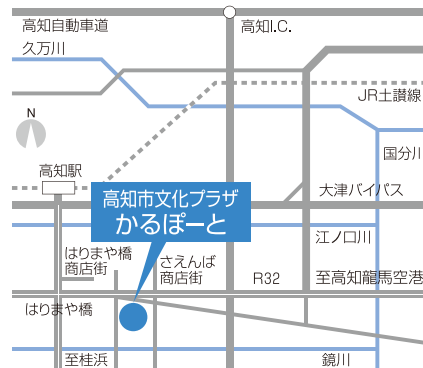 高知自動車道
高知I.C.
久万川
JR土讃線
N
国分川
高知駅
大津バイパス
高知市文化プラザ
かるぽーと
江ノ口川
はりまや橋
商店街
さえんば
商店街
R32
至高知龍馬空港
はりまや橋
至桂浜
鏡川